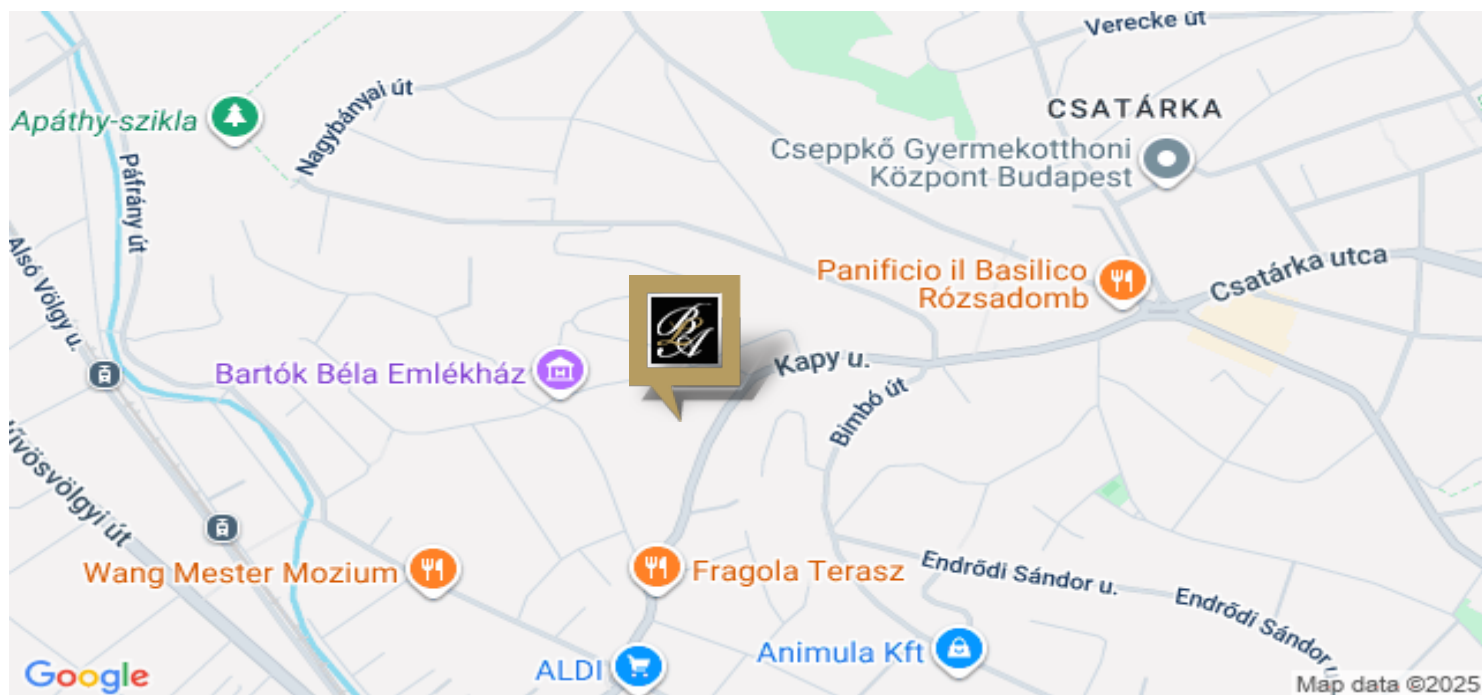 Verecke út
CSATÁRKA
Apáthy-szikla
Nagybányai út
Cseppkő Gyermekotthoni
Központ Budapest
Páfrány út
Alsó Völgy u.
Panificio il Basilico
Rózsadomb
Csatárka utca
BLA
Kapy u.
Bartók Béla Emlékház
Bimbó út
Wang Mester Mozium
Fragola Terasz
Endrődi Sándor u.
Endrődi Sándor u.
Animula Kft
ALDI
Google
Map data ©2025